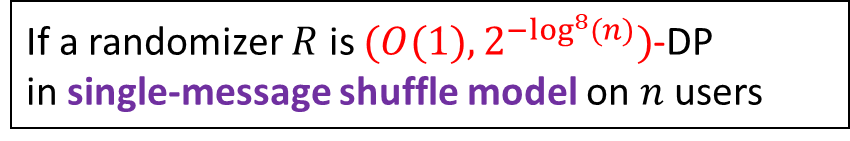 If a randomizer R is (O(1), 2^{-log^8(n)})-DP
in single-message shuffle model on n users